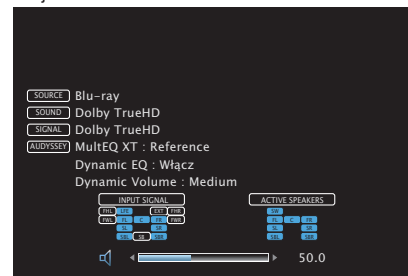 SOURCE Blu-ray
SOUND Dolby TrueHD
SIGNAL Dolby TrueHD
AUDYSSEY MultEQ XT : Reference
Dynamic EQ : Włącz
Dynamic Volume : Medium
INPUT SIGNAL ACTIVE SPEAKERS
FHL LFE EXT FHR SW
FWL FL C FR FWR FL C FR
SL SR SL SR
SBL SB SBR SBL SBR
50.0